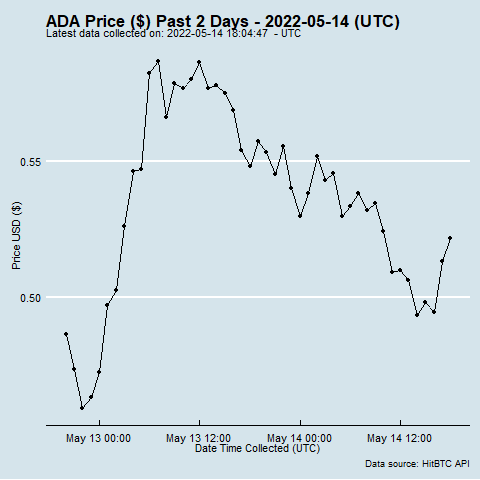 ADA Price ($) Past 2 Days - 2022-05-14 (UTC)
Latest data collected on: 2022-05-14 18:04:47 - UTC
0.55
0.50
Price USD ($)
May 13 00:00 May 13 12:00 May 14 00:00 May 14 12:00
Date Time Collected (UTC)
Data source: HitBTC API